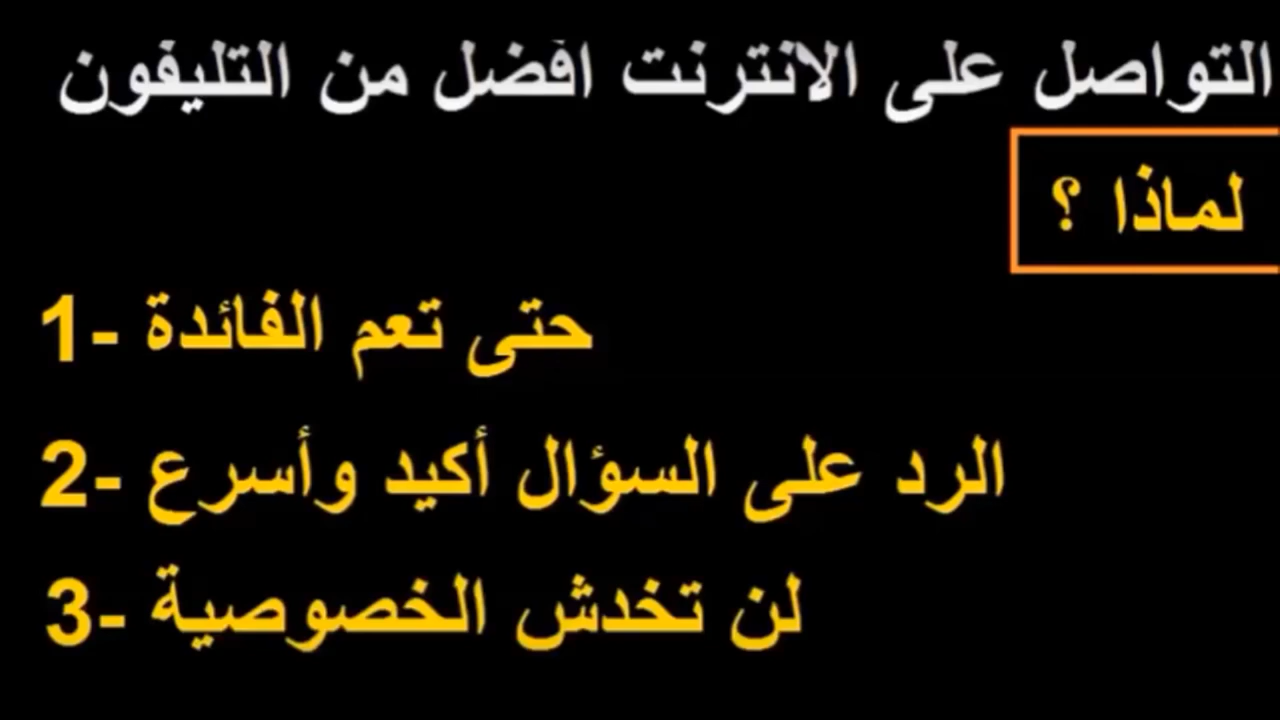 التواصل على الانترنت افضل من التليفون
لماذا ؟
1- حتى تعم الفائدة
2- الرد على السؤال أكيد وأسرع
3- لن تخدش الخصوصية